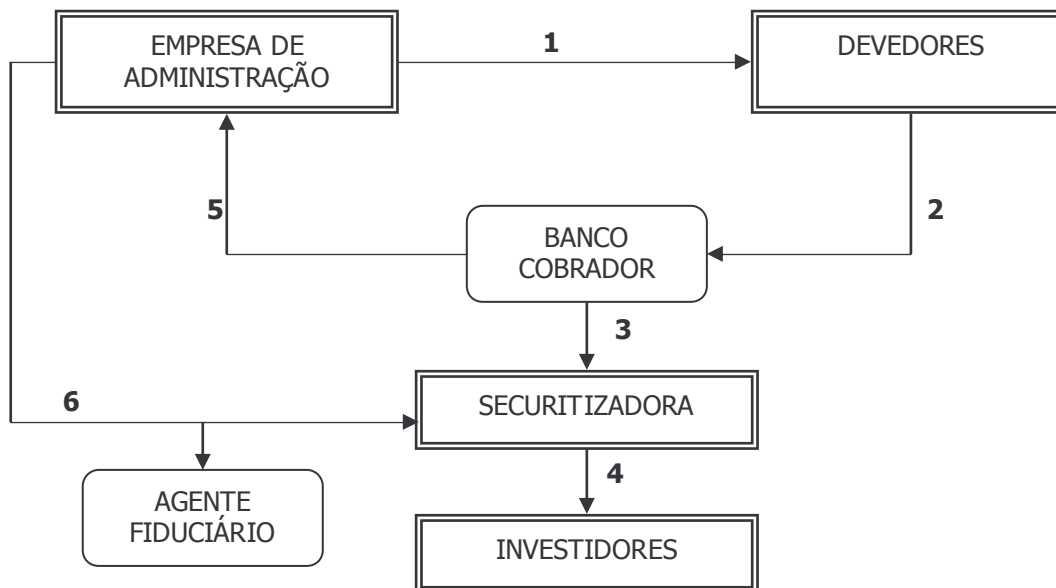 EMPRESA DE
ADMINISTRAÇÃO
1
DEVEDORES
5
2
BANCO
COBRADOR
3
6
SECURITIZADORA
4
AGENTE
FIDUCIÁRIO
INVESTIDORES